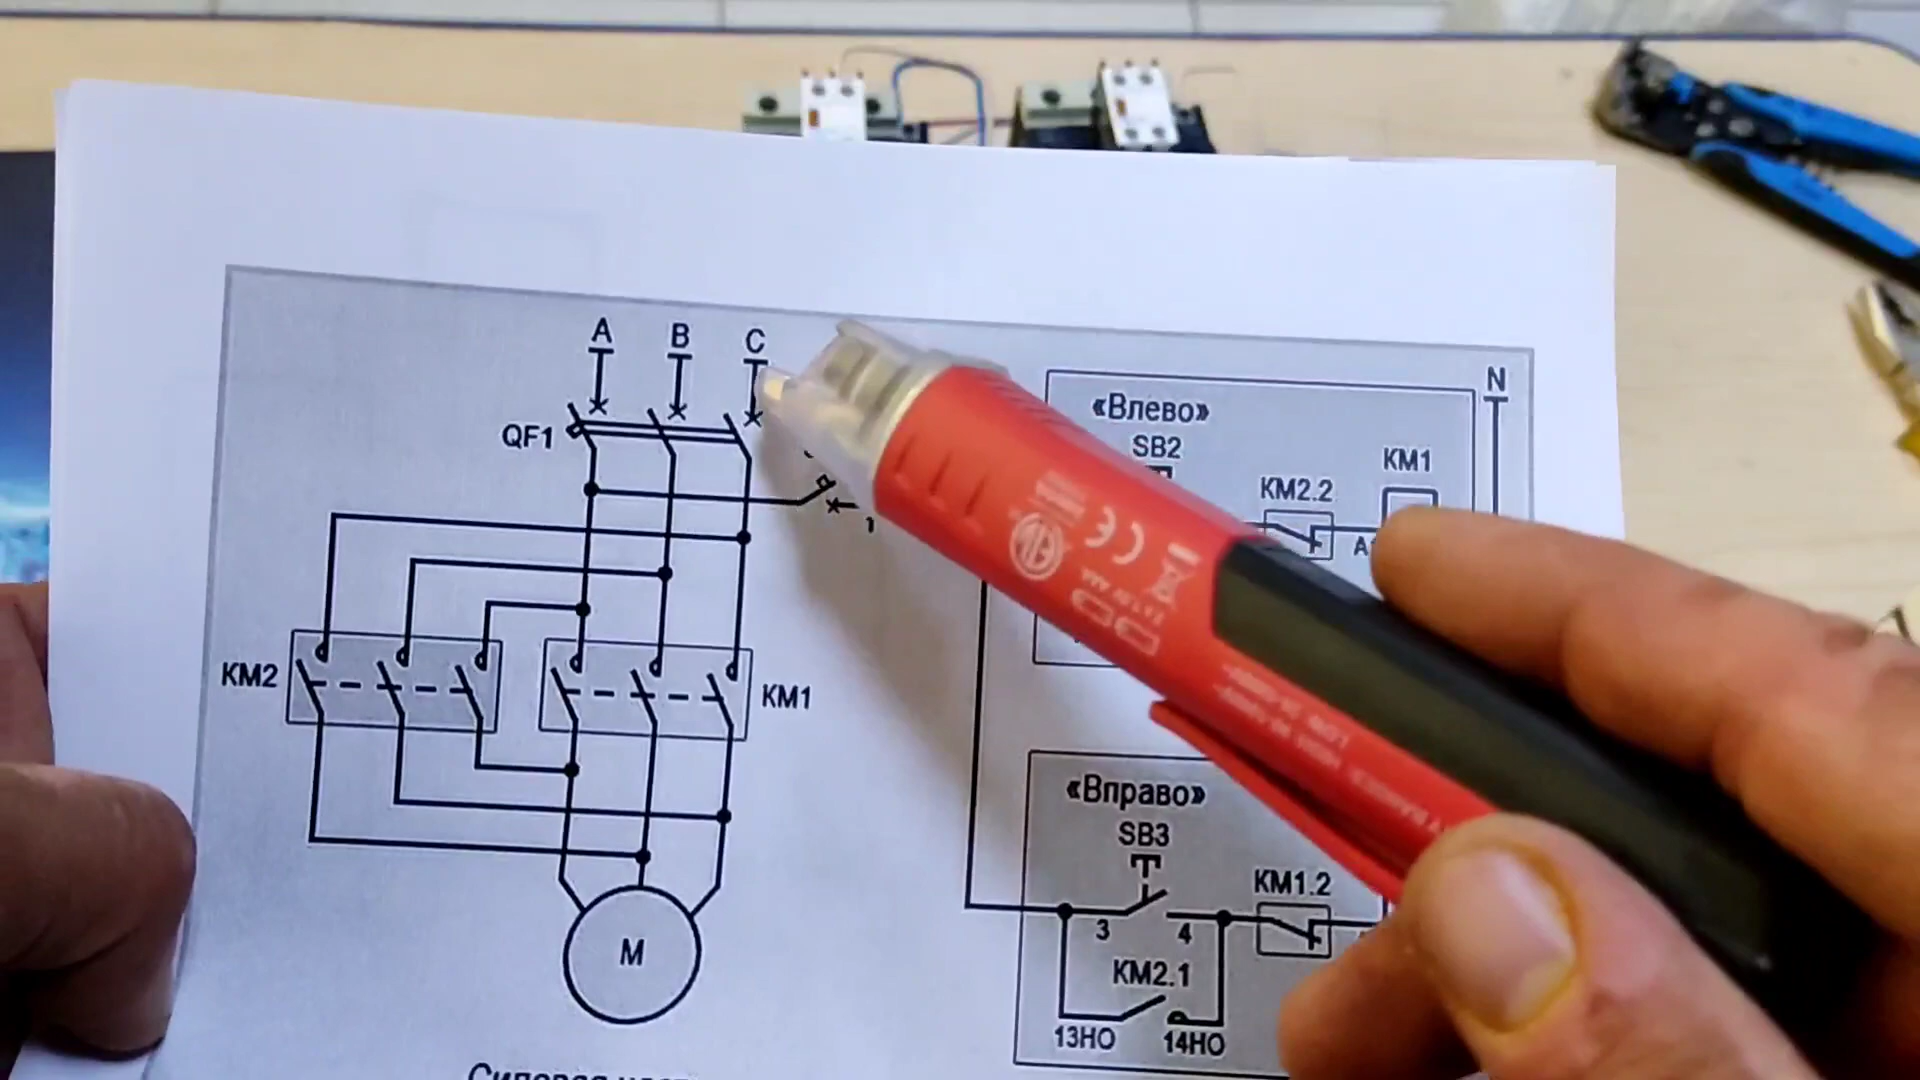 A B C
QF1
KM2
KM1
M
«Влево»
SB2
KM2.2
KM1
N
«Вправо»
SB3
KM1.2
3 4
KM2.1
13НО 14НО